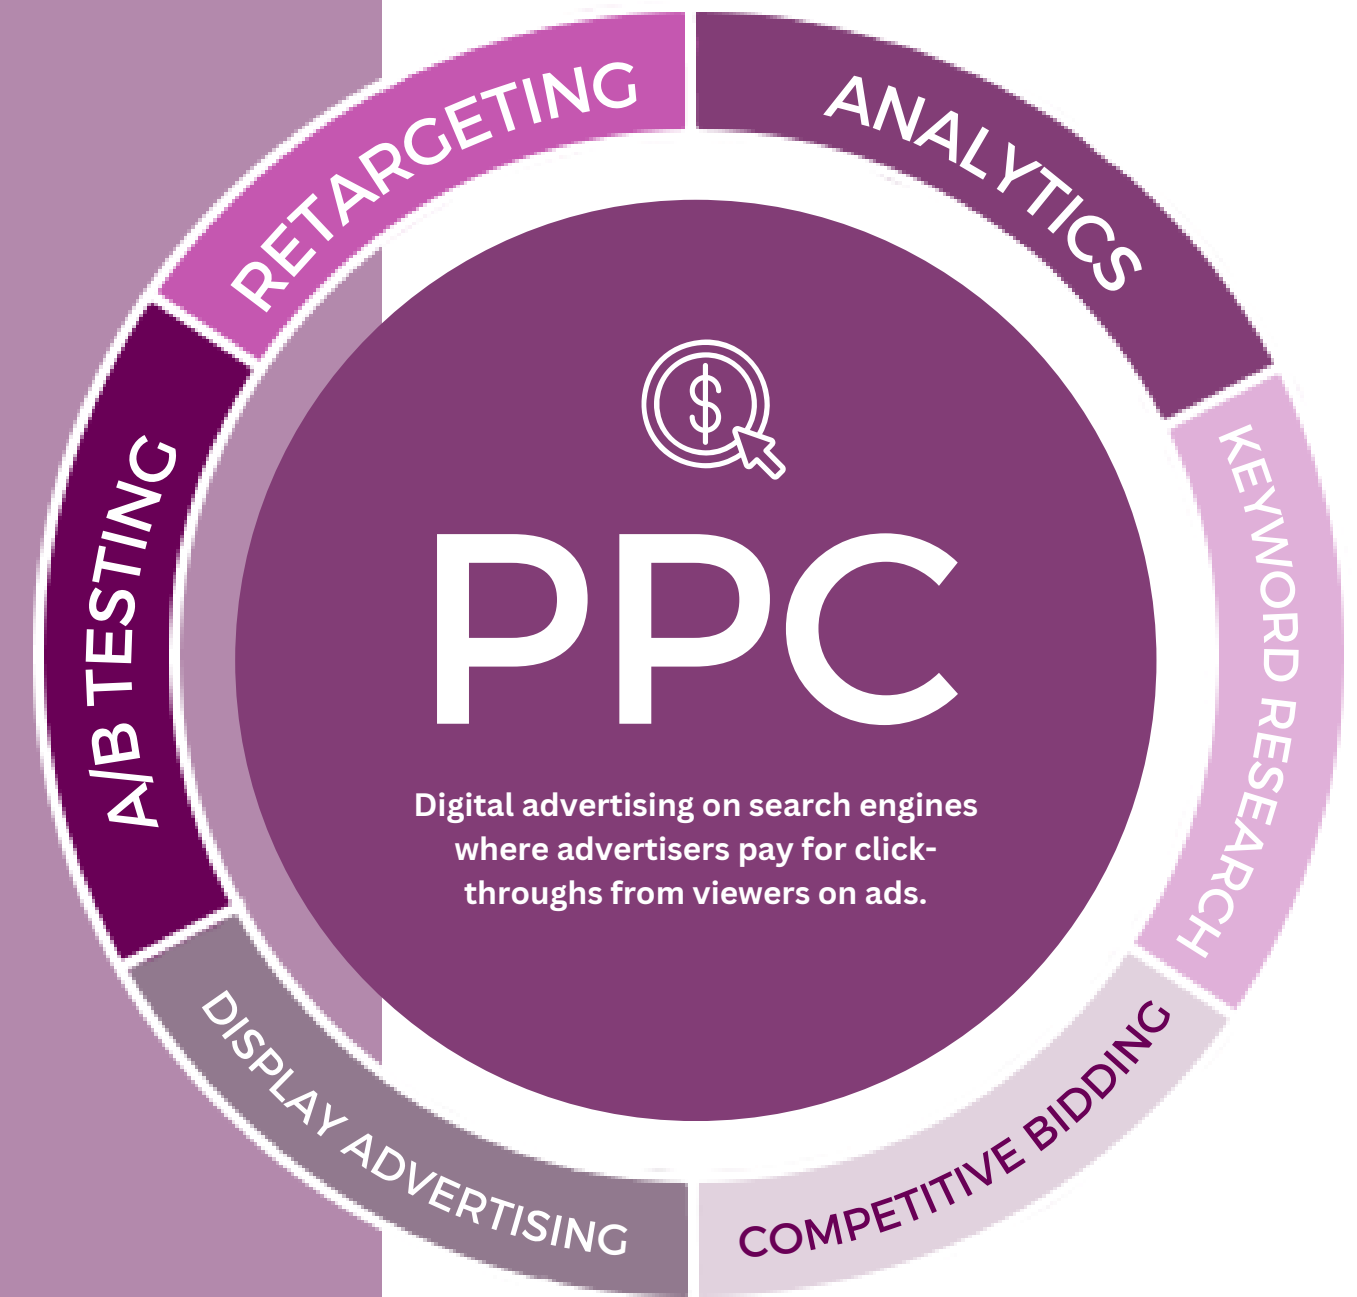 RETARGETING
ANALYTICS
KEYWORD RESEARCH
COMPETITIVE BIDDING
DISPLAY ADVERTISING
A/B TESTING
$
PPC
Digital advertising on search engines
where advertisers pay for click-
throughs from viewers on ads.